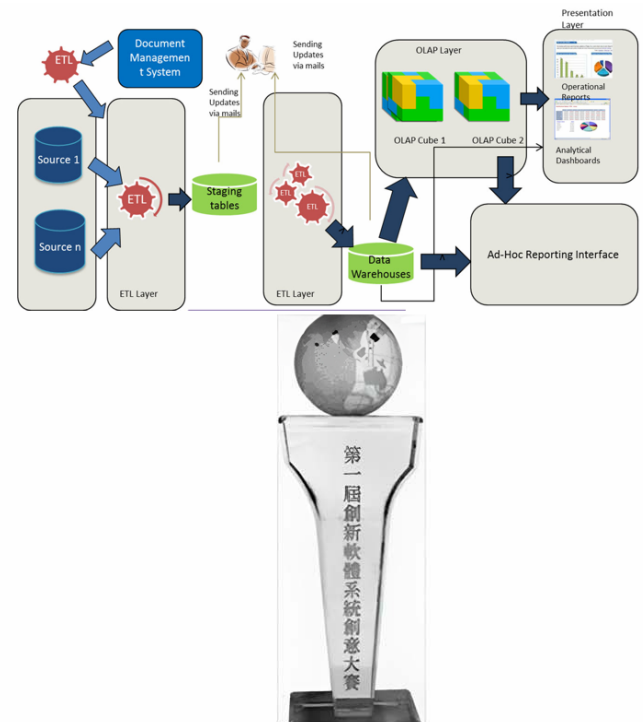 Presentation
Layer
ETL
Document
Managemen
t System
Sending
Updates
via mails
OLAP Layer
Sending
Updates
via mails
Operational
Reports
OLAP Cube 1
OLAP Cube 2
Analytical
Dashboards
Source 1
ETL
Staging
tables
ETL
ETL
ETL
Source n
Data
Warehouses
Ad-Hoc Reporting Interface
ETL Layer
ETL Layer
第一屆創新軟體系統創意大賽